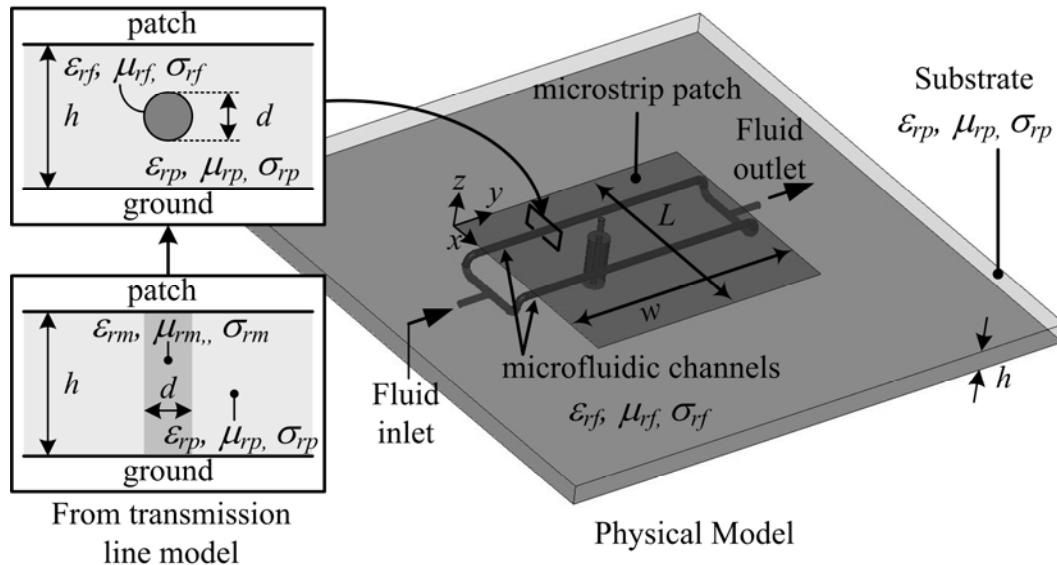 patch
εrf, μrf, σrf
h
d
εrp, μrp, σrp
ground
patch
εrm, μrm,, σrm
h
d
εrp, μrp, σrp
ground
From transmission
line model
microstrip patch
Fluid
outlet
Substrate
εrp, μrp, σrp
z
y
x
L
w
microfluidic channels
Fluid
inlet
εrf, μrf, σrf
h
Physical Model